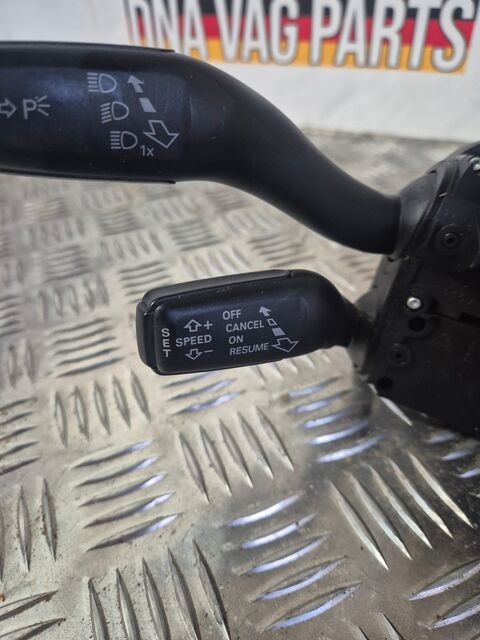 DNA VAG PARTS
P
1x
SET
SPEED
+
-
OFF
CANCEL
ON
RESUME